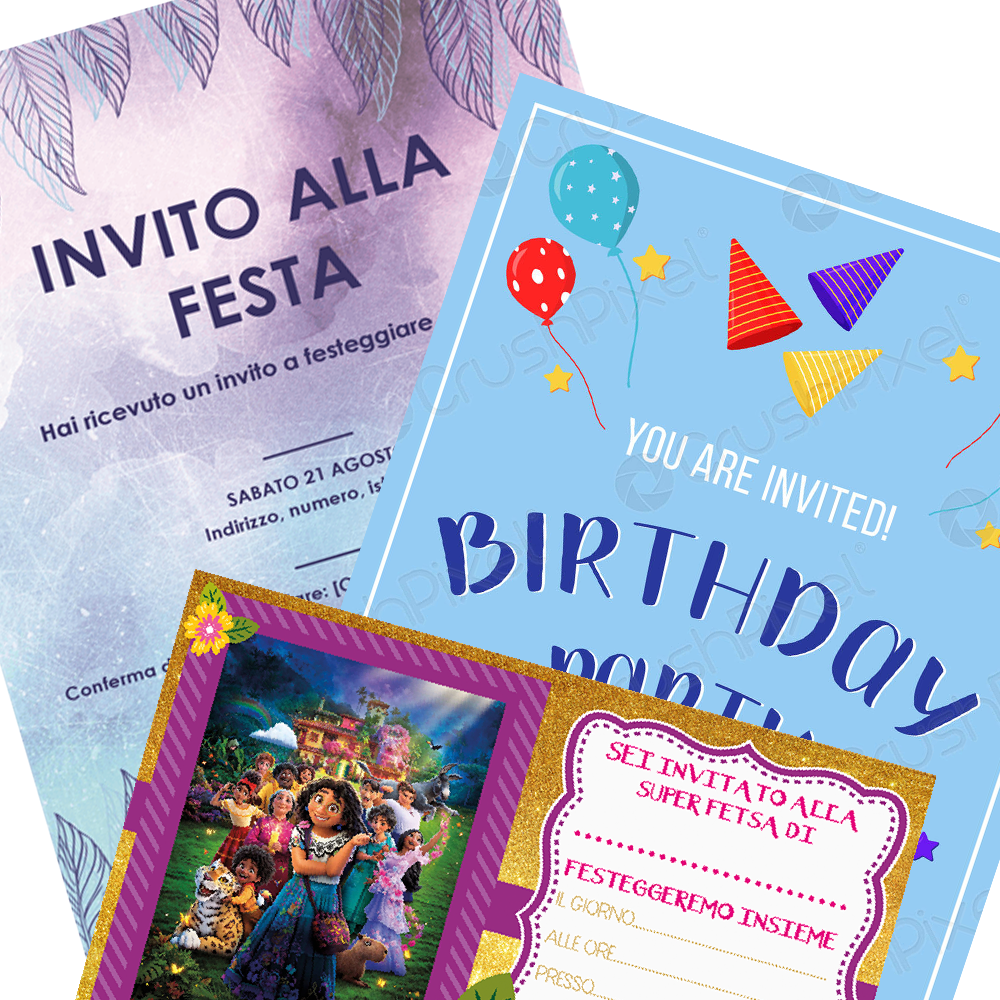 INVITO ALLA
FESTA
Hai ricevuto un invito a festeggiare
SABATO 21 AGOSTO
Indirizzo, numero,
Conferma
YOU ARE INVITED!
BIRTHDAY
PARTY
SEI INVITATO ALLA
SUPER FETSA DI
FESTEGGEREMO INSIEME
IL GIORNO
ALLE ORE
PRESSO
CrushPixel